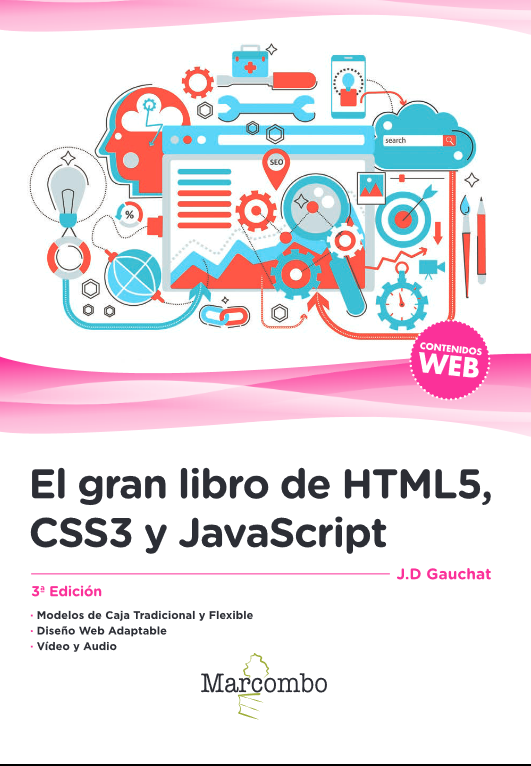 search
SEO
%
CONTENIDOS
WEB
El gran libro de HTML5,
CSS3 y JavaScript
J.D Gauchat
3ª Edición
· Modelos de Caja Tradicional y Flexible
· Diseño Web Adaptable
· Vídeo y Audio
Marcombo